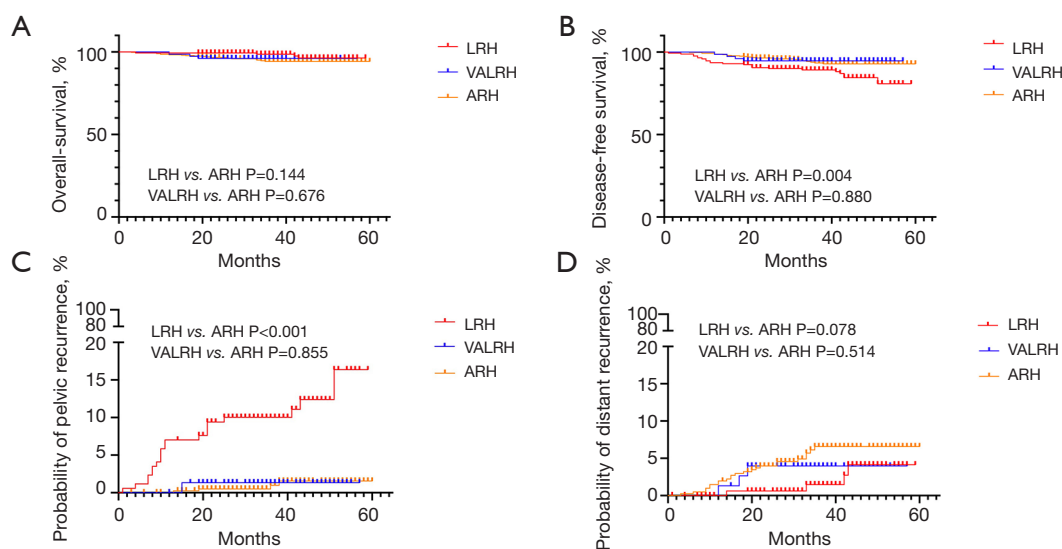 A
Overall-survival, %
100
50
0
LRH
VALRH
ARH
LRH vs. ARH P=0.144
VALRH vs. ARH P=0.676
0 20 40 60
Months
B
Disease-free survival, %
100
50
0
LRH
VALRH
ARH
LRH vs. ARH P=0.004
VALRH vs. ARH P=0.880
0 20 40 60
Months
C
Probability of pelvic recurrence, %
100
80
20
15
10
5
0
LRH vs. ARH P<0.001
VALRH vs. ARH P=0.855
LRH
VALRH
ARH
0 20 40 60
Months
D
Probability of distant recurrence, %
100
80
20
15
10
5
0
LRH vs. ARH P=0.078
VALRH vs. ARH P=0.514
LRH
VALRH
ARH
0 20 40 60
Months